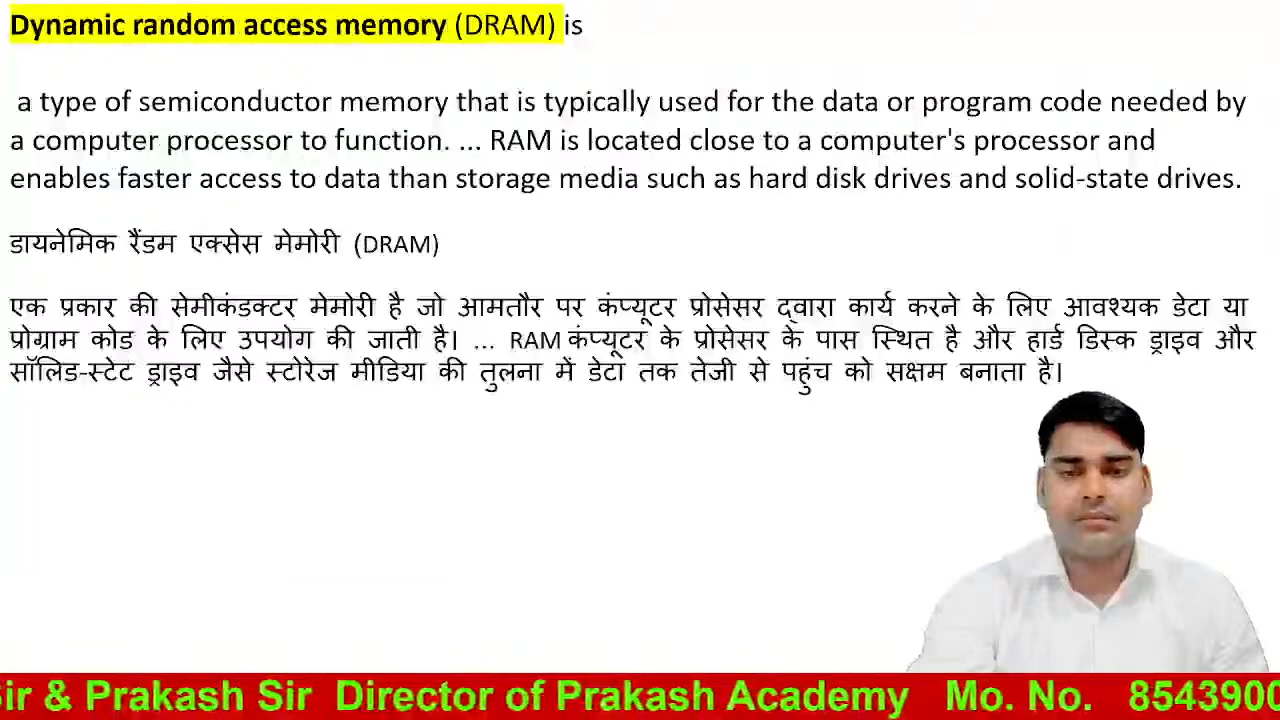 Dynamic random access memory (DRAM) is
a type of semiconductor memory that is typically used for the data or program code needed by
a computer processor to function. ... RAM is located close to a computer's processor and
enables faster access to data than storage media such as hard disk drives and solid-state drives.
डायनेमिक रैंडम एक्सेस मेमोरी (DRAM)
एक प्रकार की सेमीकंडक्टर मेमोरी है जो आमतौर पर कंप्यूटर प्रोसेसर द्वारा कार्य करने के लिए आवश्यक डेटा या
प्रोग्राम कोड के लिए उपयोग की जाती है। ... RAM कंप्यूटर के प्रोसेसर के पास स्थित है और हार्ड डिस्क ड्राइव और
सॉलिड-स्टेट ड्राइव जैसे स्टोरेज मीडिया की तुलना में डेटा तक तेजी से पहुंच को सक्षम बनाता है।
Sir & Prakash Sir Director of Prakash Academy Mo. No. 8543900